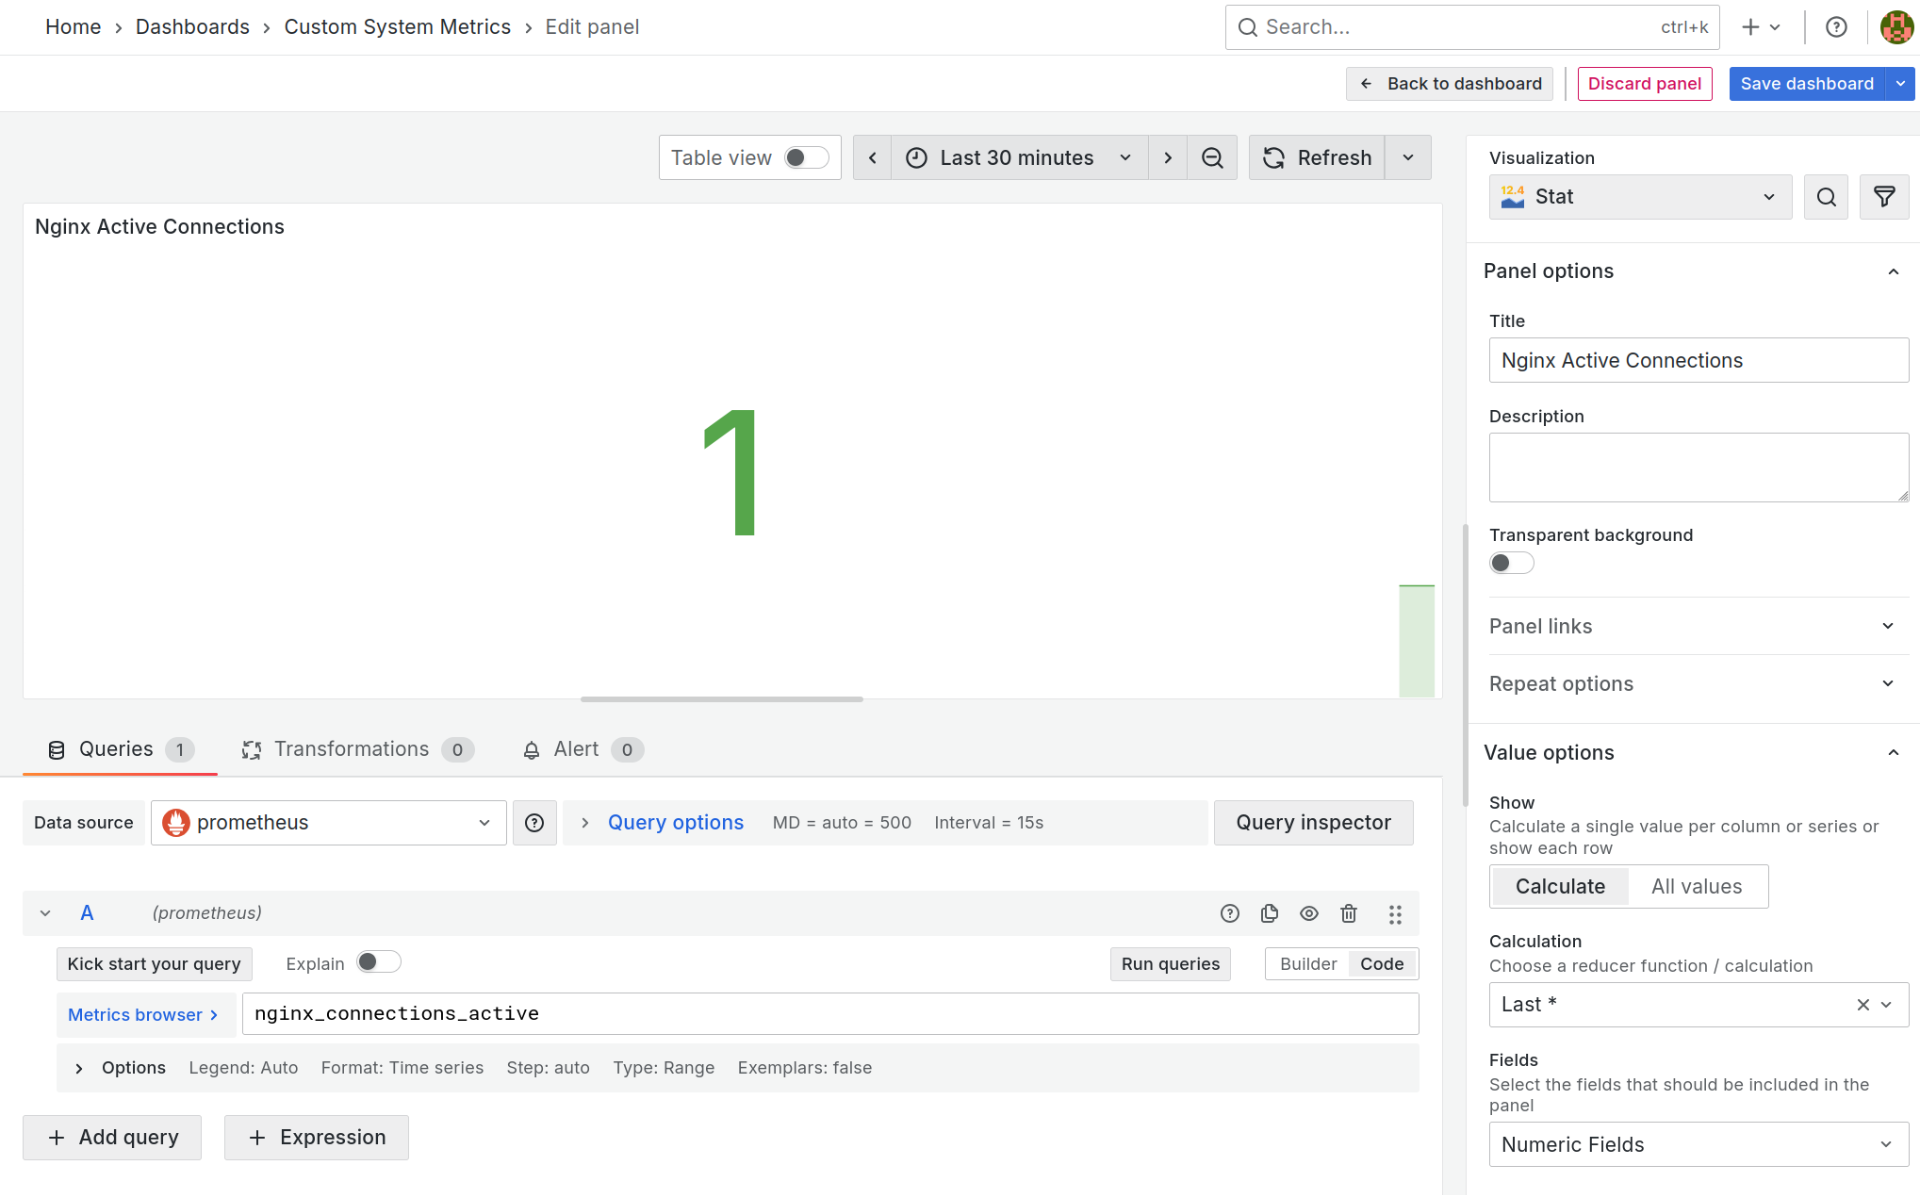 Home > Dashboards > Custom System Metrics > Edit panel
Search...
ctrl+k
Back to dashboard
Discard panel
Save dashboard
Table view
Last 30 minutes
Refresh
Nginx Active Connections
1
Queries 1
Transformations 0
Alert 0
Data source
prometheus
Query options
MD = auto = 500
Interval = 15s
Query inspector
A
(prometheus)
Kick start your query
Explain
Run queries
Builder
Code
Metrics browser >
nginx_connections_active
Options
Legend: Auto
Format: Time series
Step: auto
Type: Range
Exemplars: false
+ Add query
+ Expression
Visualization
12.4
Stat
Panel options
Title
Nginx Active Connections
Description
Transparent background
Panel links
Repeat options
Value options
Show
Calculate a single value per column or series or
show each row
Calculate
All values
Calculation
Choose a reducer function / calculation
Last *
Fields
Select the fields that should be included in the
panel
Numeric Fields